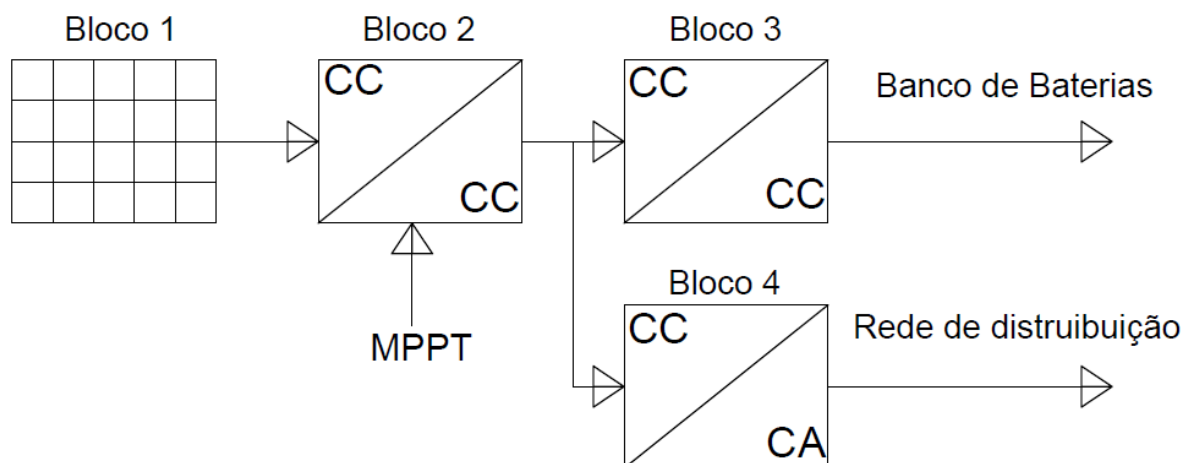 Bloco 1
Bloco 2
Bloco 3
CC
CC
CC
CC
Banco de Baterias
MPPT
Bloco 4
CC
CA
Rede de distruibuição